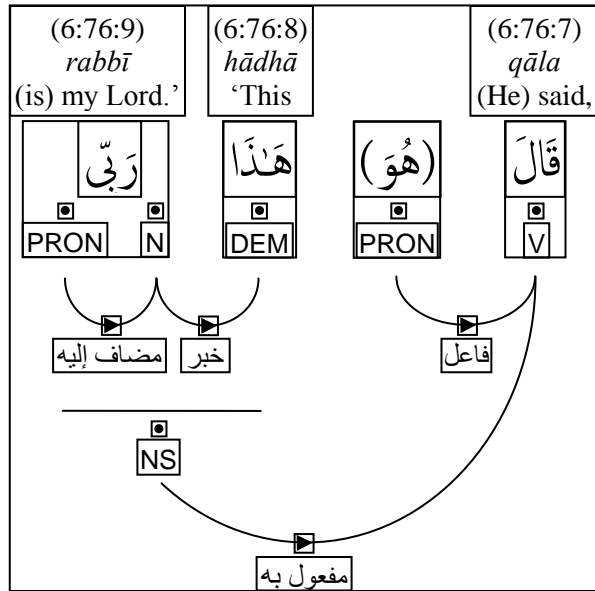 (6:76:9) (6:76:8) (6:76:7)
rabbī hādhā qāla
(is) my Lord.’ ‘This (He) said,
قَالَ (هُوَ) هَـٰذَا رَبِّى
PRON N DEM PRON V
مضاف إليه خبر فاعل
NS
مفعول به